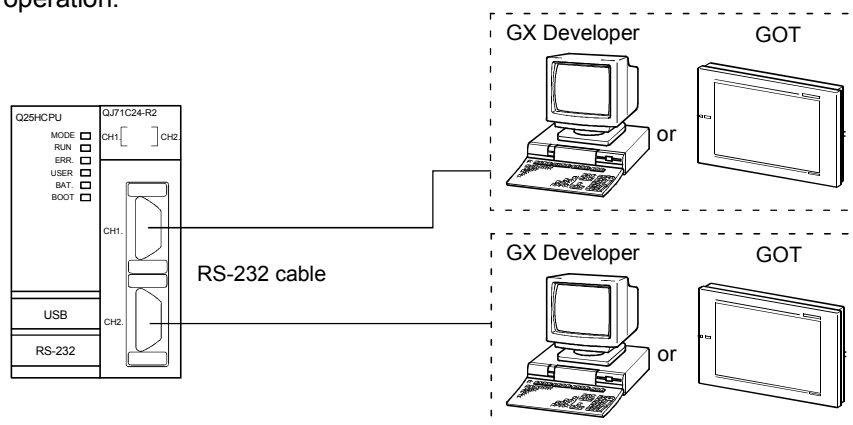 operation.
GX Developer GOT
or
Q25HCPU QJ71C24-R2
MODE CH1. CH2.
RUN
ERR.
USER
BAT.
BOOT
CH1.
RS-232 cable
GX Developer GOT
USB CH2.
RS-232
or